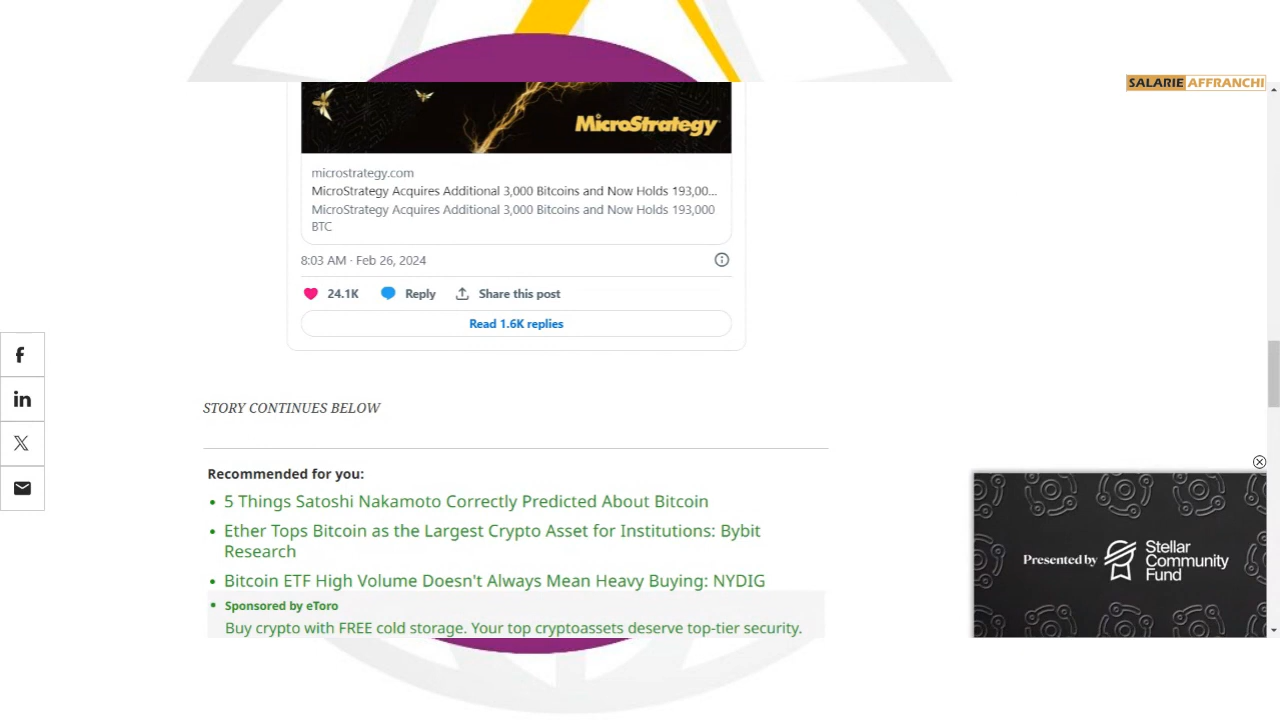 SALARIE AFFRANCHI
MicroStrategy
microstrategy.com
MicroStrategy Acquires Additional 3,000 Bitcoins and Now Holds 193,00...
MicroStrategy Acquires Additional 3,000 Bitcoins and Now Holds 193,000
BTC
8:03 AM · Feb 26, 2024
24.1K Reply Share this post
Read 1.6K replies
STORY CONTINUES BELOW
Recommended for you:
• 5 Things Satoshi Nakamoto Correctly Predicted About Bitcoin
• Ether Tops Bitcoin as the Largest Crypto Asset for Institutions: Bybit
Research
• Bitcoin ETF High Volume Doesn't Always Mean Heavy Buying: NYDIG
• Sponsored by eToro
Buy crypto with FREE cold storage. Your top cryptoassets deserve top-tier security.
Presented by
Stellar
Community
Fund